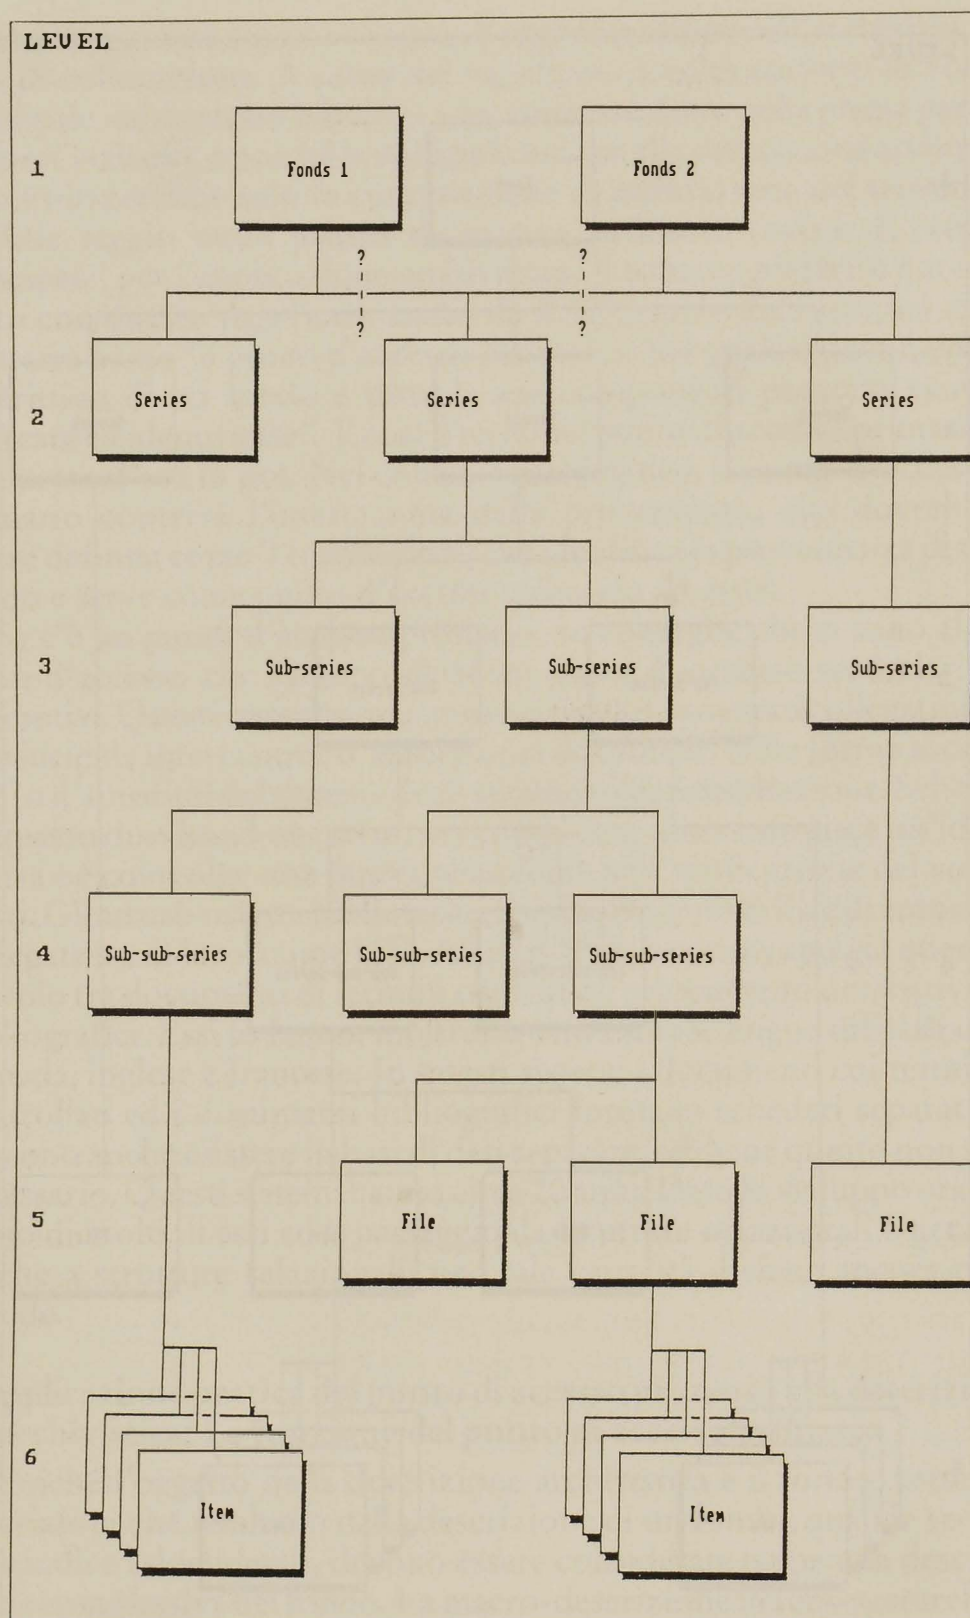 LEVEL
1
Fonds 1
Fonds 2
?
?
?
?
2
Series
Series
Series
3
Sub-series
Sub-series
Sub-series
4
Sub-sub-series
Sub-sub-series
Sub-sub-series
5
File
File
File
6
Item
Item